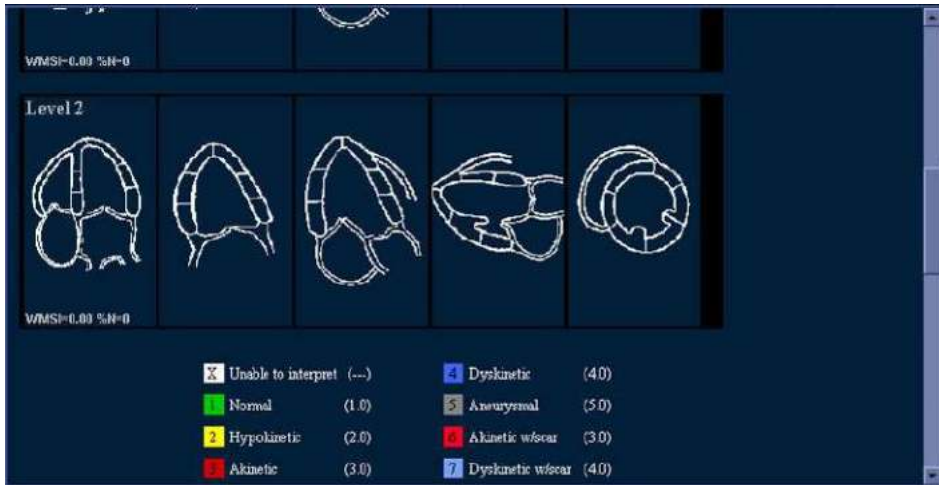 WMSI=0.00 %N=0
Level 2
WMSI=0.00 %N=0
X Unable to interpret (---) 4 Dyskinetic (4.0)
1 Normal (1.0) 5 Aneurysmal (5.0)
2 Hypokinetic (2.0) 6 Akinetic w/scar (3.0)
3 Akinetic (3.0) 7 Dyskinetic w/scar (4.0)